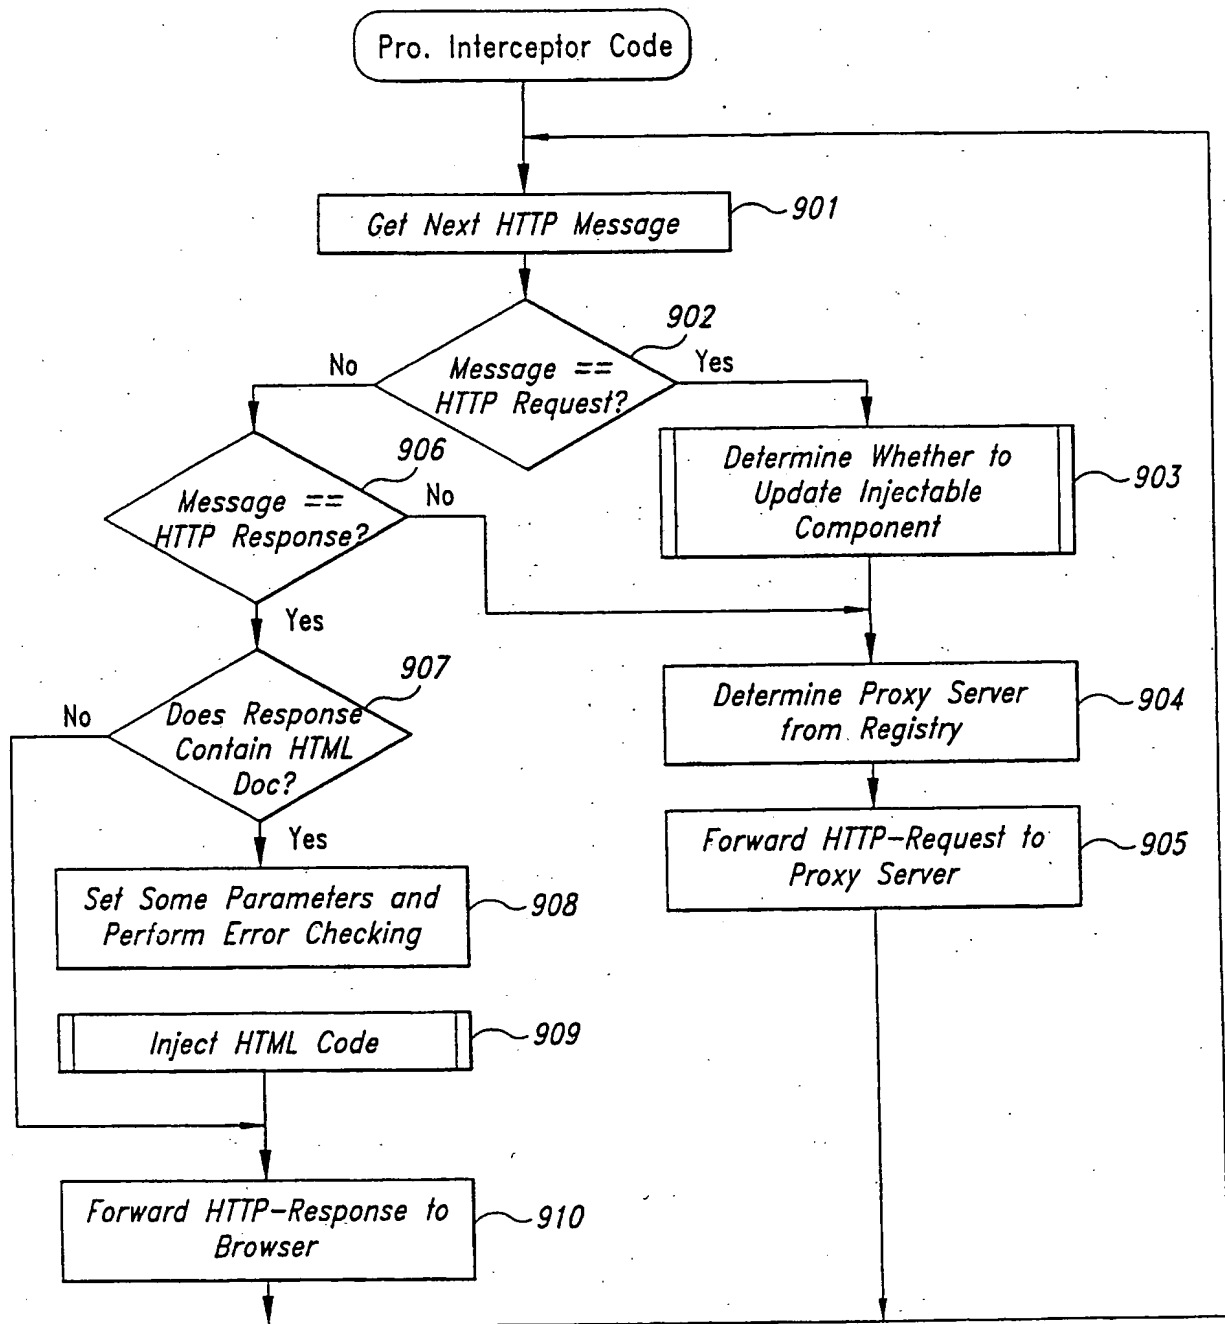 Pro. Interceptor Code
Get Next HTTP Message
901
902
Message ==
HTTP Request?
No
Yes
906
Message ==
HTTP Response?
No
Yes
Determine Whether to
Update Injectable
Component
903
907
Does Response
Contain HTML
Doc?
No
Yes
Determine Proxy Server
from Registry
904
Forward HTTP-Request to
Proxy Server
905
Set Some Parameters and
Perform Error Checking
908
Inject HTML Code
909
Forward HTTP-Response to
Browser
910